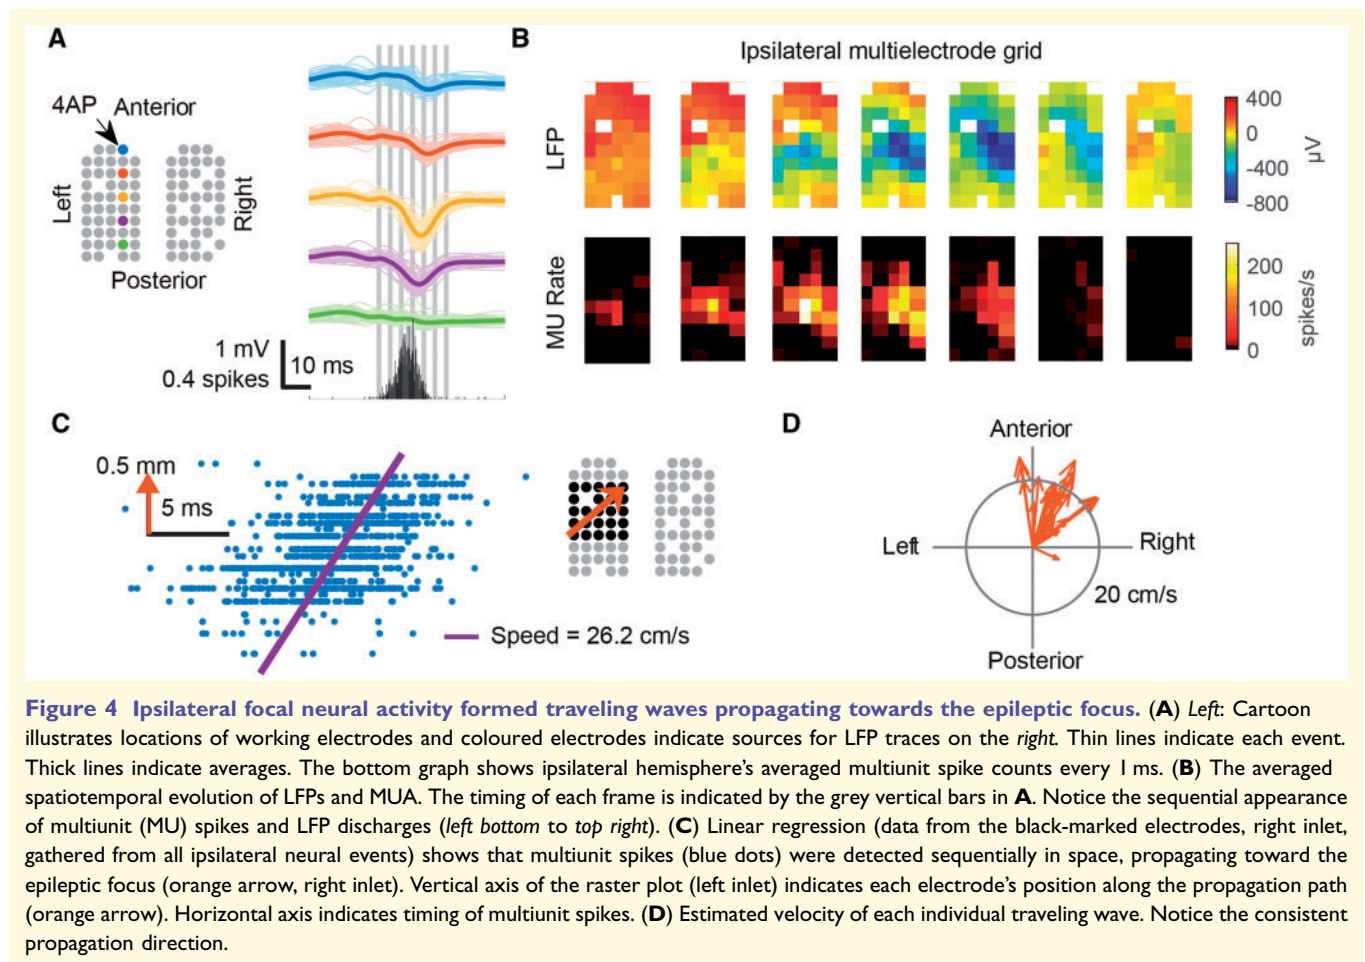 A
4AP
Anterior
Left
Right
Posterior
1 mV
0.4 spikes
10 ms
B
Ipsilateral multielectrode grid
LFP
400
0
-400
-800
µV
MU Rate
200
100
0
spikes/s
C
0.5 mm
5 ms
Speed = 26.2 cm/s
D
Anterior
Left
Right
20 cm/s
Posterior
Figure 4 Ipsilateral focal neural activity formed traveling waves propagating towards the epileptic focus. (A) Left: Cartoon
illustrates locations of working electrodes and coloured electrodes indicate sources for LFP traces on the right. Thin lines indicate each event.
Thick lines indicate averages. The bottom graph shows ipsilateral hemisphere's averaged multiunit spike counts every 1 ms. (B) The averaged
spatiotemporal evolution of LFPs and MUA. The timing of each frame is indicated by the grey vertical bars in A. Notice the sequential appearance
of multiunit (MU) spikes and LFP discharges (left bottom to top right). (C) Linear regression (data from the black-marked electrodes, right inlet,
gathered from all ipsilateral neural events) shows that multiunit spikes (blue dots) were detected sequentially in space, propagating toward the
epileptic focus (orange arrow, right inlet). Vertical axis of the raster plot (left inlet) indicates each electrode's position along the propagation path
(orange arrow). Horizontal axis indicates timing of multiunit spikes. (D) Estimated velocity of each individual traveling wave. Notice the consistent
propagation direction.